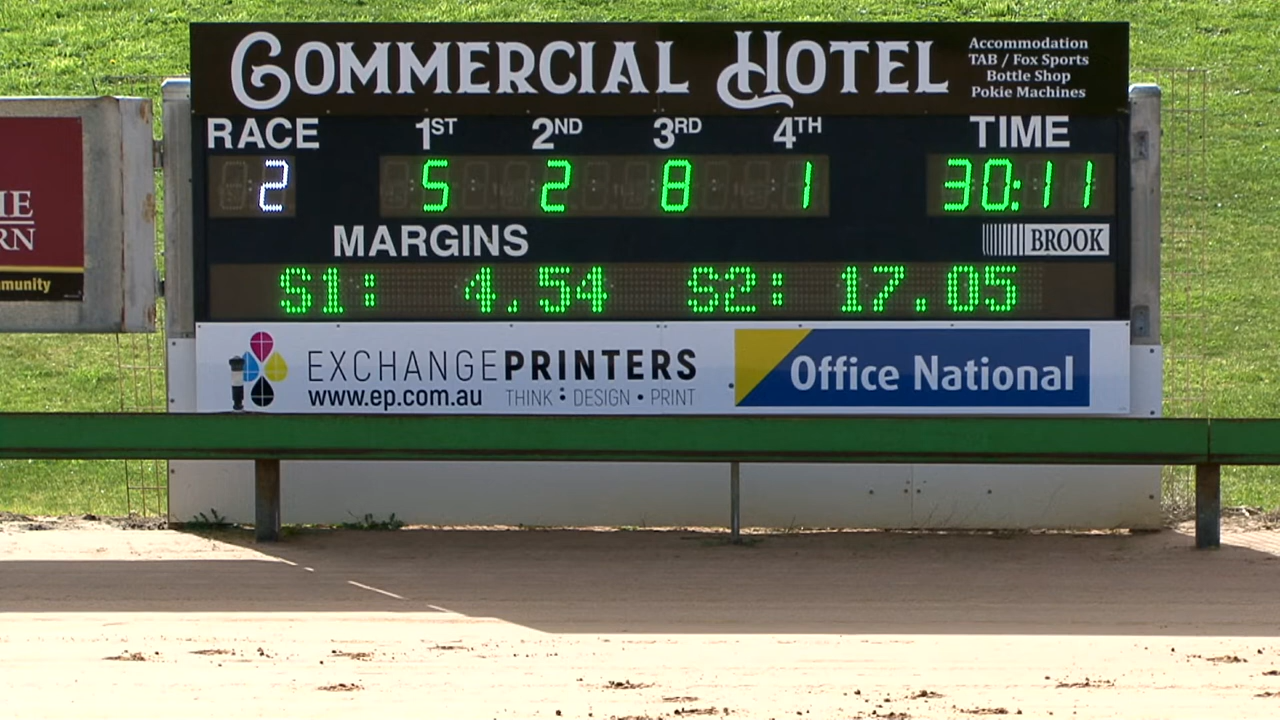 COMMERCIAL HOTEL
Accommodation
TAB / Fox Sports
Bottle Shop
Pokie Machines
RACE 1ST 2ND 3RD 4TH TIME
2 5 2 8 1 30:11
MARGINS
BROOK
S1: 4.54 S2: 17.05
EXCHANGEPRINTERS
www.ep.com.au THINK : DESIGN • PRINT
Office National